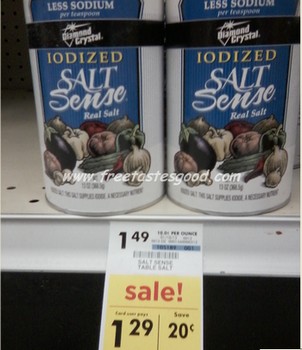 LESS SODIUM
per teaspoon
Diamond
Crystal
IODIZED
SALT
Sense
Real Salt
LESS SODIUM
per teaspoon
Diamond
Crystal
IODIZED
SALT
Sense
Real Salt
www.freetastesgood.com
1 49
PER OUNCE
SALT SENSE
TABLE SALT
sale!
Card user pays
1 29
Save
20¢